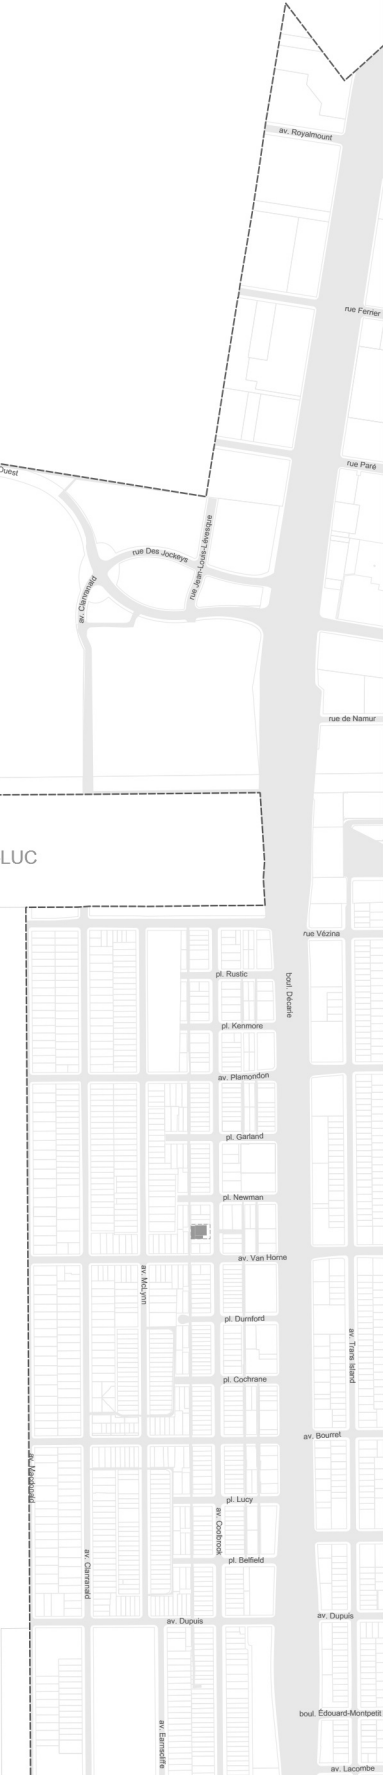 av. Royalmount
rue Ferrier
rue Paré
Ouest
rue Jean-Louis-Lévesque
rue Des Jockeys
av. Clanranald
rue de Namur
LUC
rue Vézina
pl. Rustic
boul. Décarie
pl. Kenmore
av. Plamondon
pl. Garland
pl. Newman
av. Van Horne
av. McLynn
pl. Durnford
av. Trans Island
pl. Cochrane
av. Bourret
av. Macdonald
pl. Lucy
av. Coolbrook
av. Clanranald
pl. Belfield
av. Dupuis
av. Dupuis
boul. Édouard-Montpetit
av. Earnscliffe
av. Lacombe